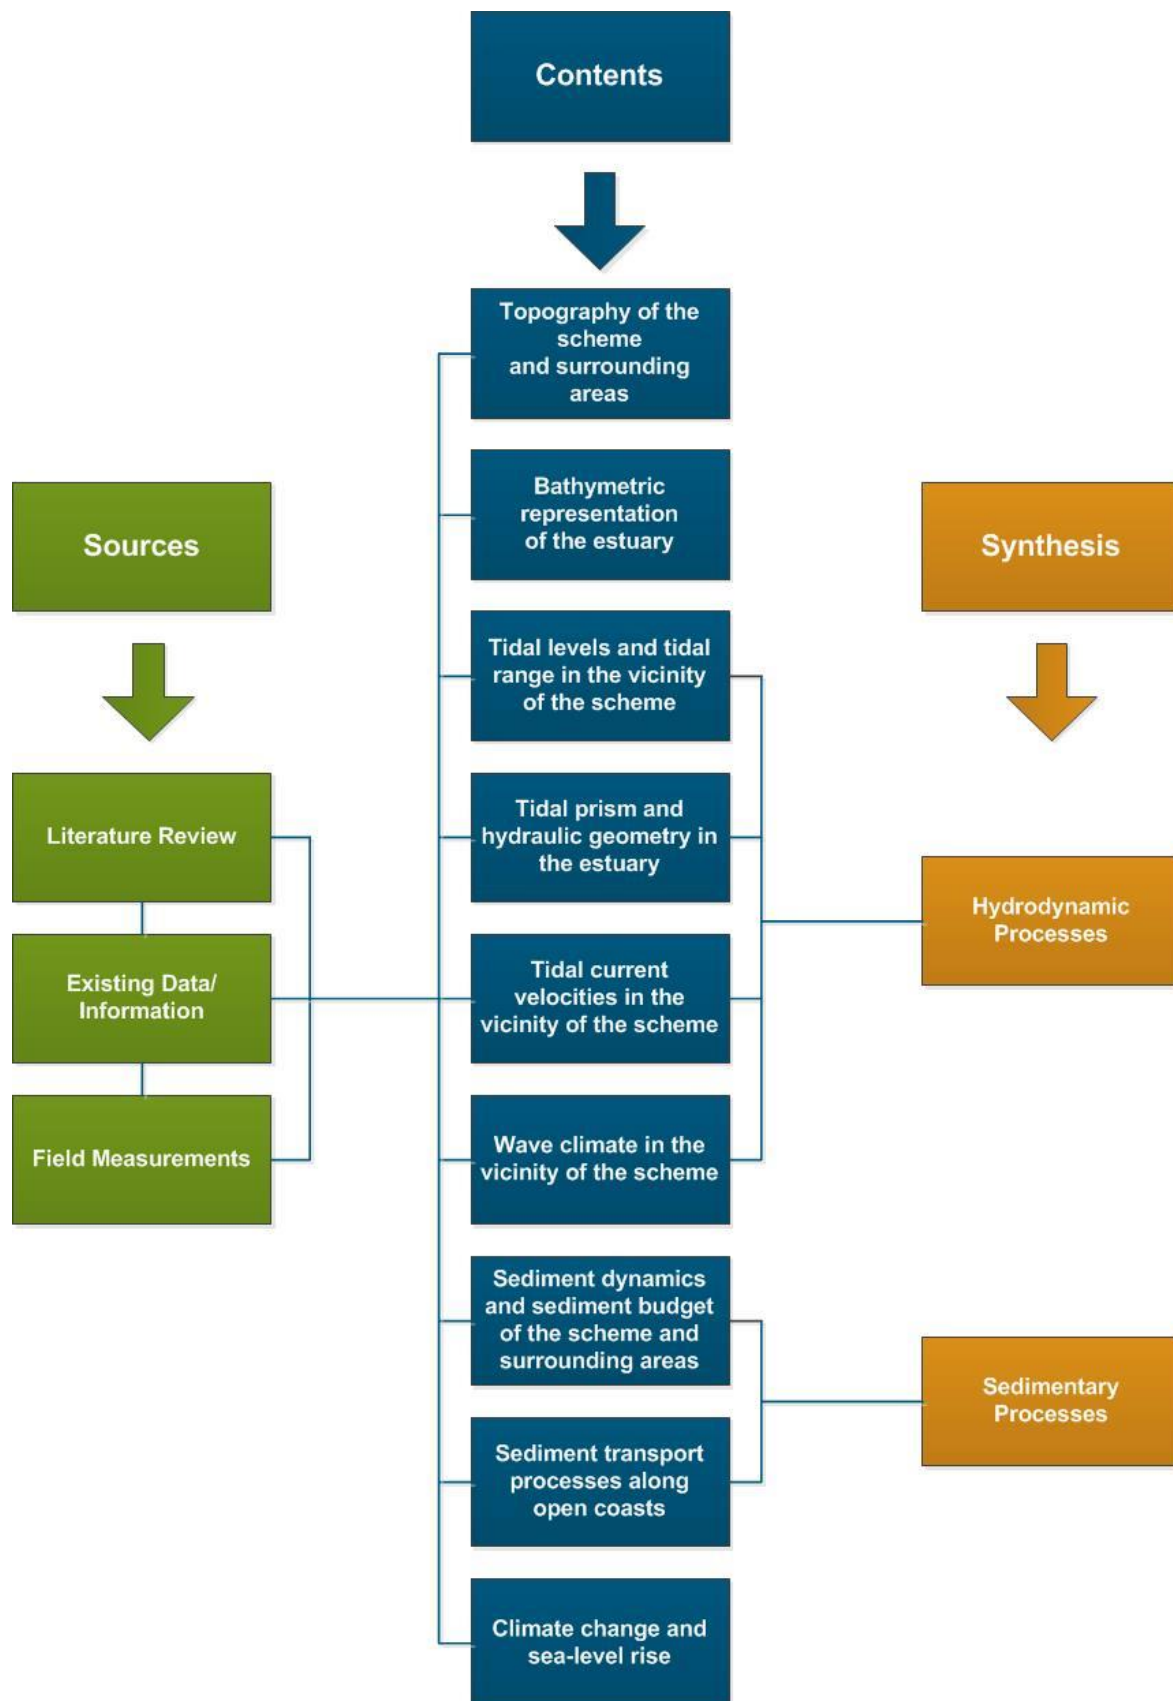 Contents
Topography of the
scheme
and surrounding
areas
Bathymetric
representation
of the estuary
Tidal levels and tidal
range in the vicinity
of the scheme
Tidal prism and
hydraulic geometry in
the estuary
Tidal current
velocities in the
vicinity of the scheme
Wave climate in the
vicinity of the scheme
Sediment dynamics
and sediment budget
of the scheme and
surrounding areas
Sediment transport
processes along
open coasts
Climate change and
sea-level rise
Sources
Literature Review
Existing Data/
Information
Field Measurements
Synthesis
Hydrodynamic
Processes
Sedimentary
Processes